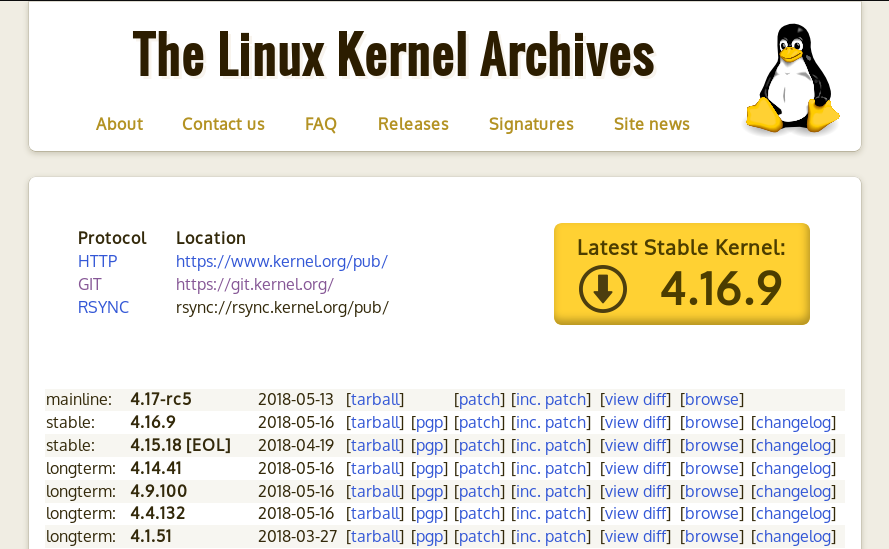 The Linux Kernel Archives
About Contact us FAQ Releases Signatures Site news
Protocol Location
HTTP https://www.kernel.org/pub/
GIT https://git.kernel.org/
RSYNC rsync://rsync.kernel.org/pub/
Latest Stable Kernel:
4.16.9
mainline: 4.17-rc5 2018-05-13 [tarball] [patch] [inc. patch] [view diff] [browse]
stable: 4.16.9 2018-05-16 [tarball] [pgp] [patch] [inc. patch] [view diff] [browse] [changelog]
stable: 4.15.18 [EOL] 2018-04-19 [tarball] [pgp] [patch] [inc. patch] [view diff] [browse] [changelog]
longterm: 4.14.41 2018-05-16 [tarball] [pgp] [patch] [inc. patch] [view diff] [browse] [changelog]
longterm: 4.9.100 2018-05-16 [tarball] [pgp] [patch] [inc. patch] [view diff] [browse] [changelog]
longterm: 4.4.132 2018-05-16 [tarball] [pgp] [patch] [inc. patch] [view diff] [browse] [changelog]
longterm: 4.1.51 2018-03-27 [tarball] [pgp] [patch] [inc. patch] [view diff] [browse] [changelog]